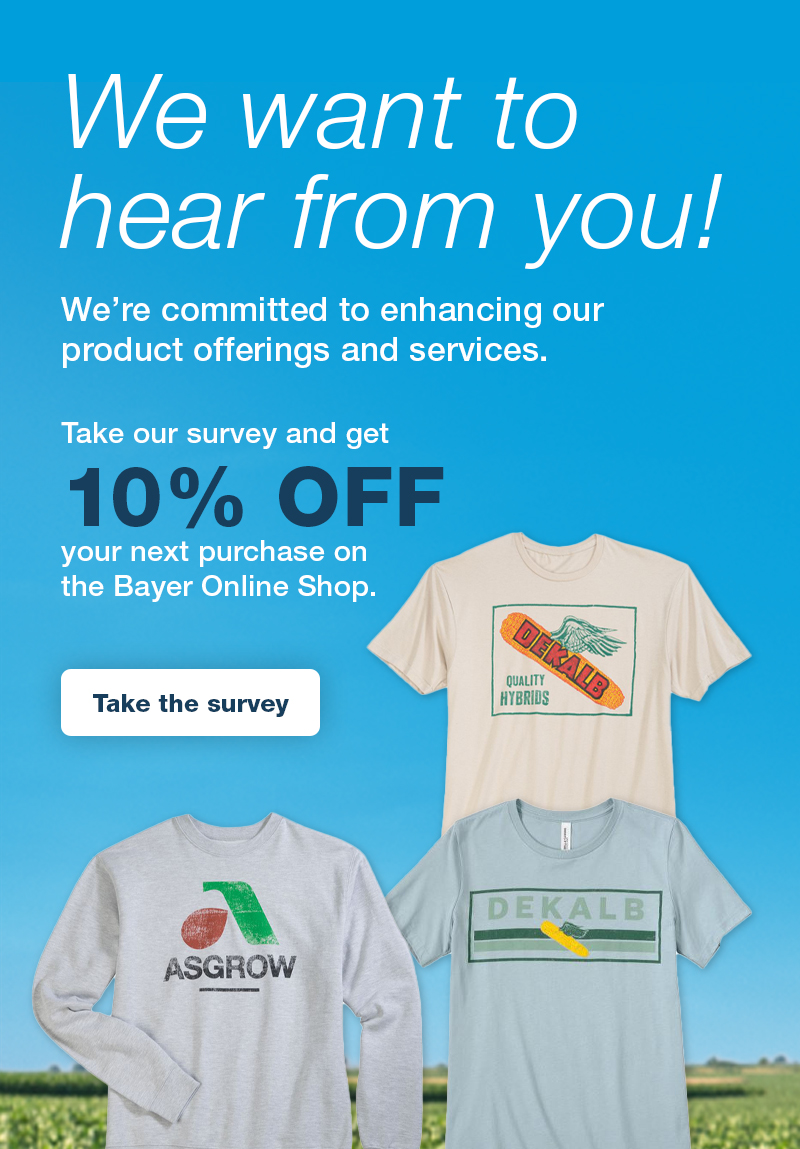 We want to
hear from you!
We’re committed to enhancing our
product offerings and services.
Take our survey and get
10% OFF
your next purchase on
the Bayer Online Shop.
Take the survey
DEKALB
QUALITY
HYBRIDS
DEKALB
ASGROW